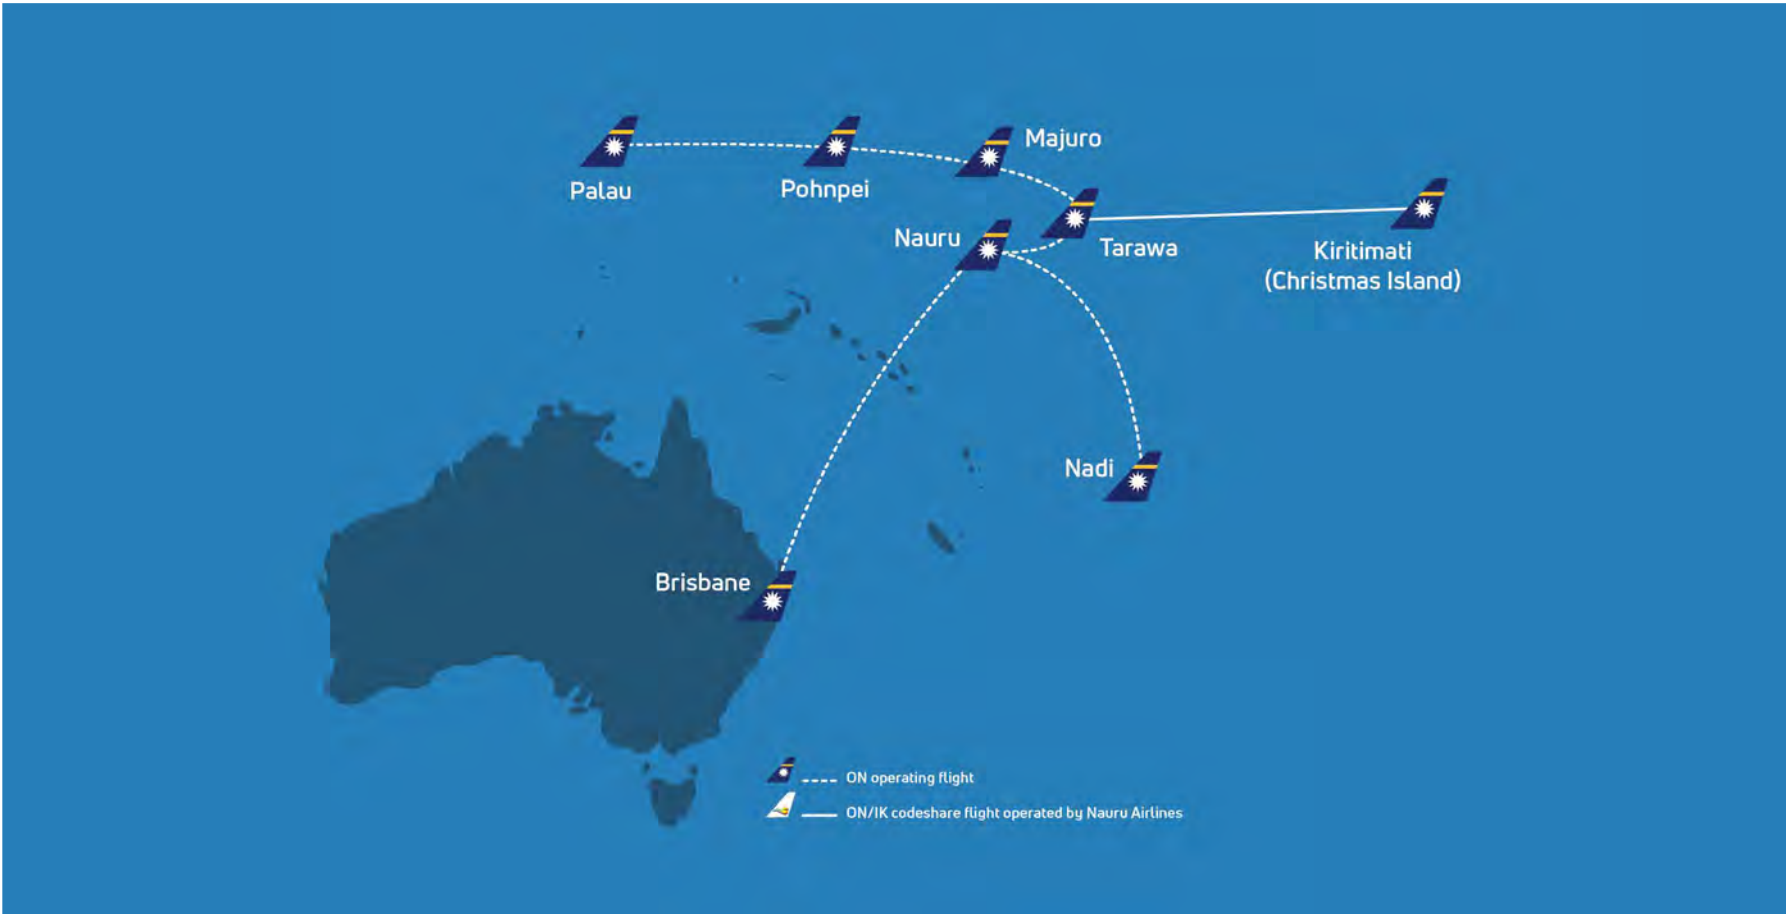 Majuro
Palau
Pohnpei
Nauru
Tarawa
Kiritimati
(Christmas Island)
Nadi
Brisbane
ON operating flight
ON/IK codeshare flight operated by Nauru Airlines